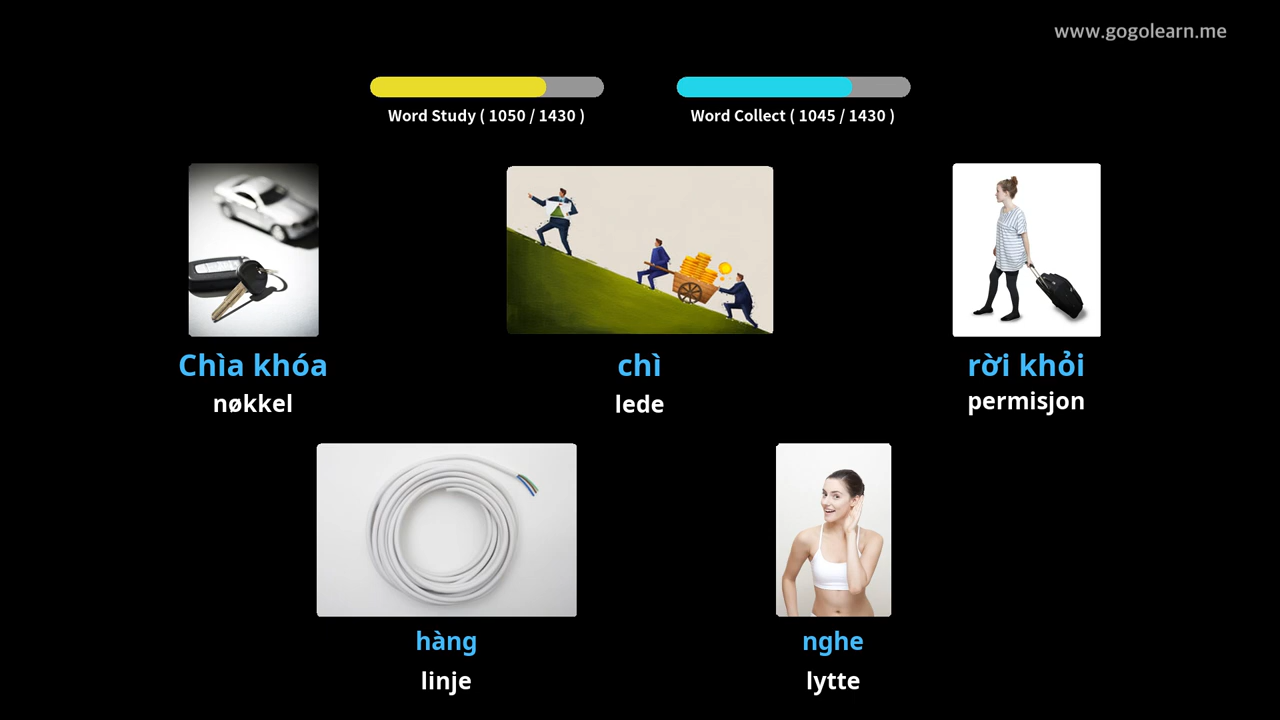 www.gogolearn.me
Word Study ( 1050 / 1430 )
Word Collect ( 1045 / 1430 )
Chìa khóa
nøkkel
chì
lede
rời khỏi
permisjon
hàng
linje
nghe
lytte